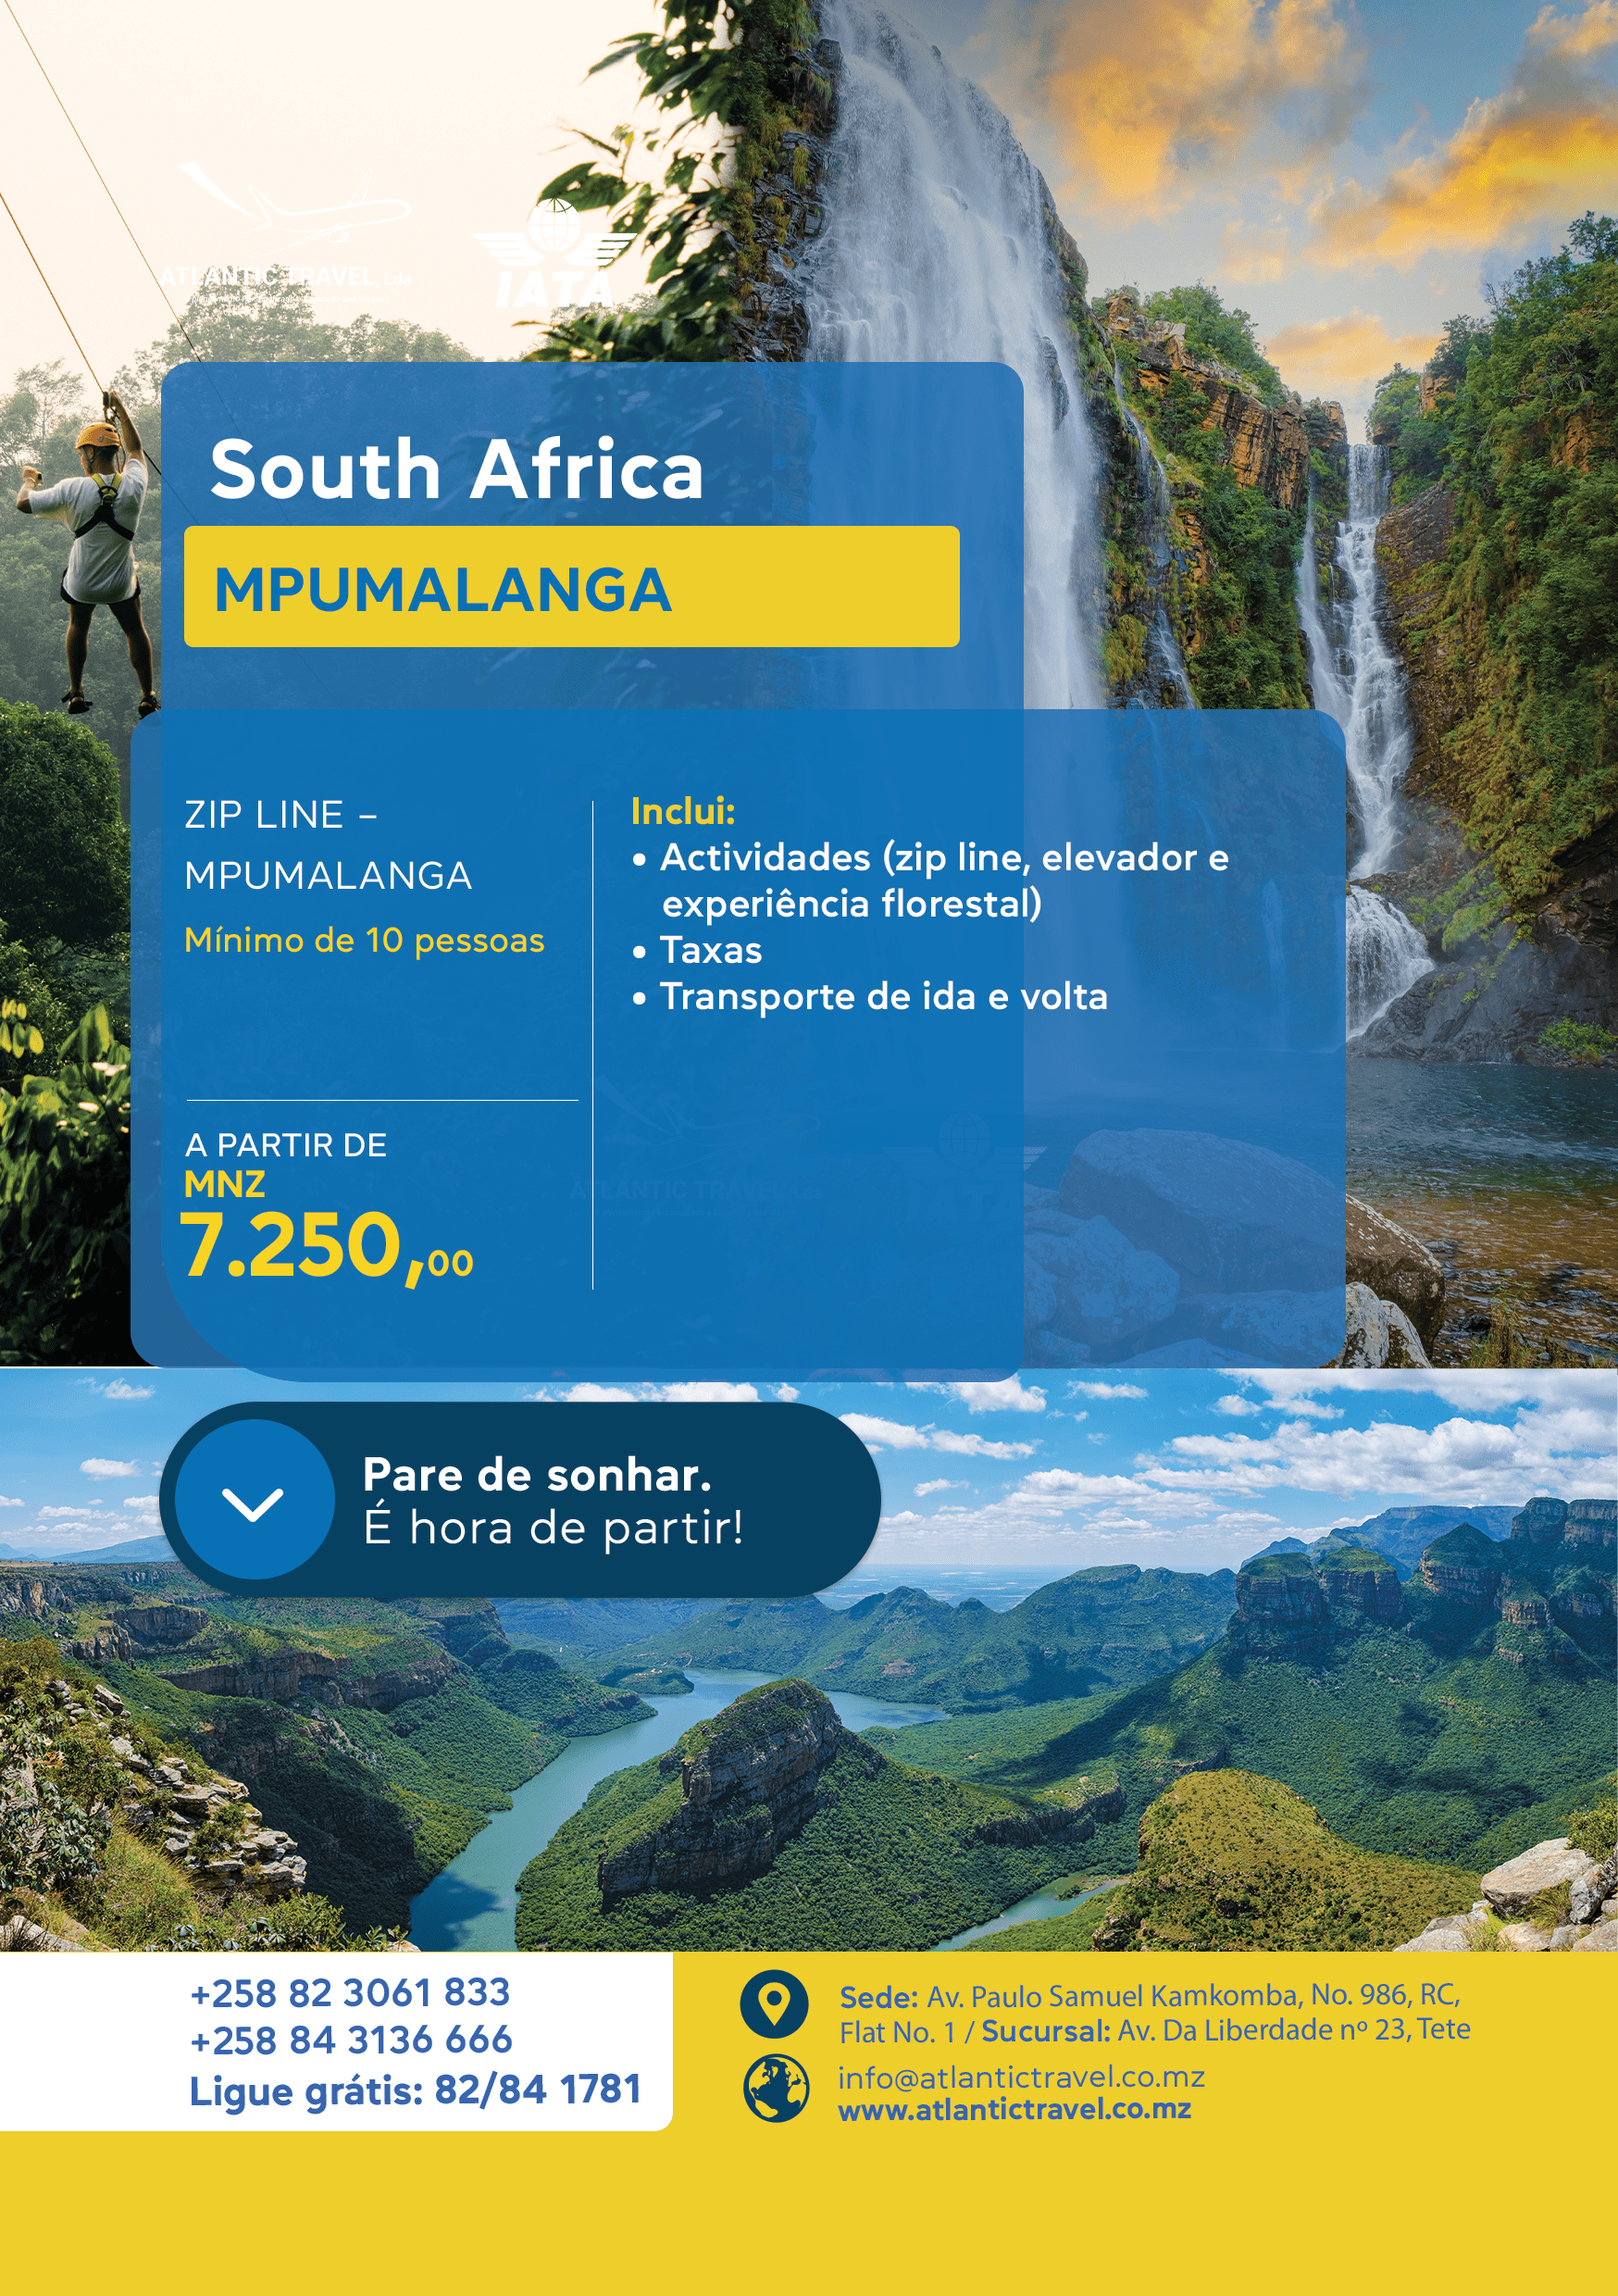 ATLANTIC TRAVEL, Lda
IATA
South Africa
MPUMALANGA
ZIP LINE –
MPUMALANGA
Mínimo de 10 pessoas
A PARTIR DE
MNZ
7.250,00
Inclui:
• Actividades (zip line, elevador e
experiência florestal)
• Taxas
• Transporte de ida e volta
ATLANTIC TRAVEL
IATA
Pare de sonhar.
É hora de partir!
+258 82 3061 833
+258 84 3136 666
Ligue grátis: 82/84 1781
Sede: Av. Paulo Samuel Kamkomba, No. 986, RC,
Flat No. 1 / Sucursal: Av. Da Liberdade nº 23, Tete
info@atlantictravel.co.mz
www.atlantictravel.co.mz